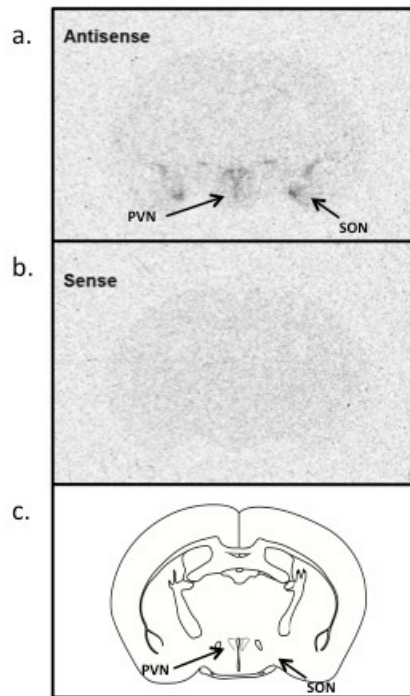 a.
Antisense
PVN
SON
b.
Sense
c.
PVN
SON